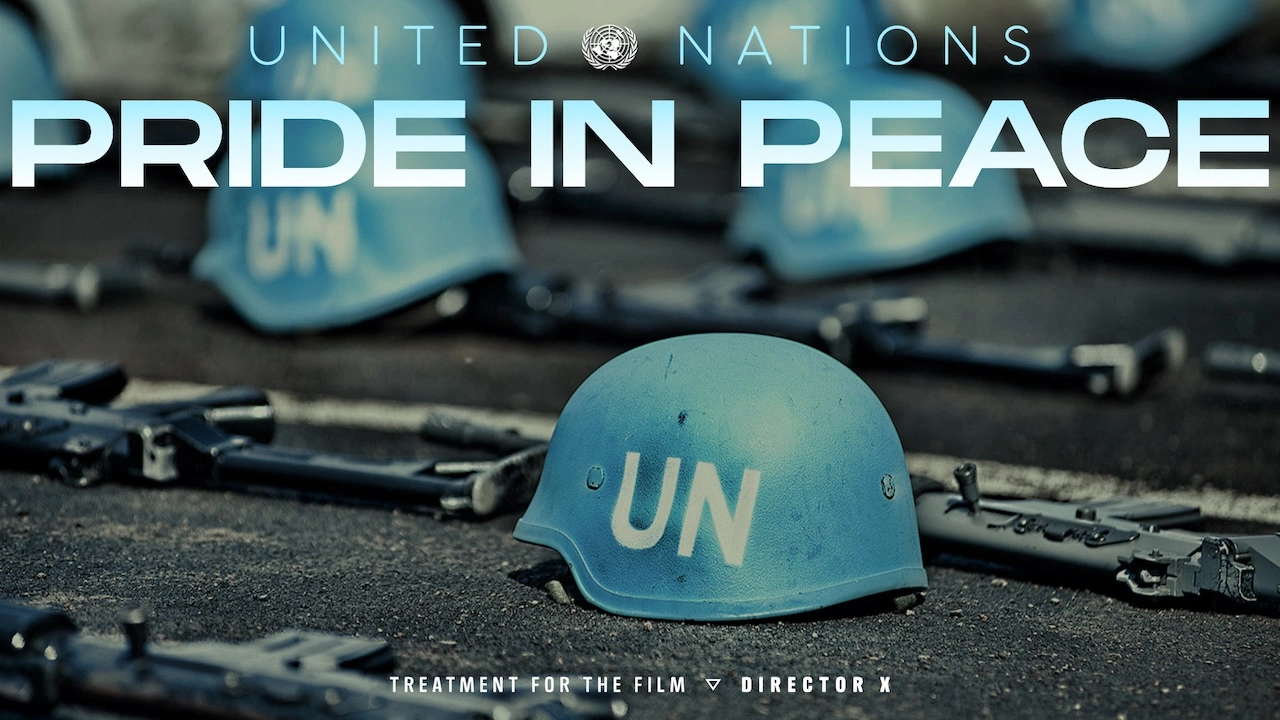 UNITED NATIONS
PRIDE IN PEACE
UN
UN
UN
TREATMENT FOR THE FILM ▽ DIRECTOR X